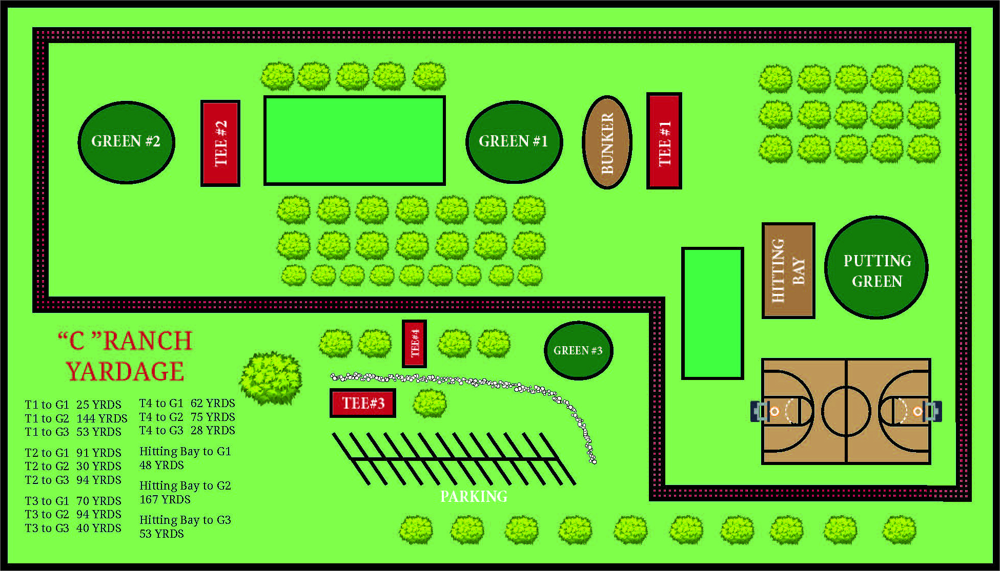 GREEN #2
TEE #2
GREEN #1
BUNKER
TEE #1
HITTING
BAY
PUTTING
GREEN
TEE#4
GREEN #3
TEE#3
PARKING
“C ”RANCH
YARDAGE
T1 to G1 25 YRDS
T1 to G2 144 YRDS
T1 to G3 53 YRDS
T2 to G1 91 YRDS
T2 to G2 30 YRDS
T2 to G3 94 YRDS
T3 to G1 70 YRDS
T3 to G2 94 YRDS
T3 to G3 40 YRDS
T4 to G1 62 YRDS
T4 to G2 75 YRDS
T4 to G3 28 YRDS
Hitting Bay to G1
48 YRDS
Hitting Bay to G2
167 YRDS
Hitting Bay to G3
53 YRDS